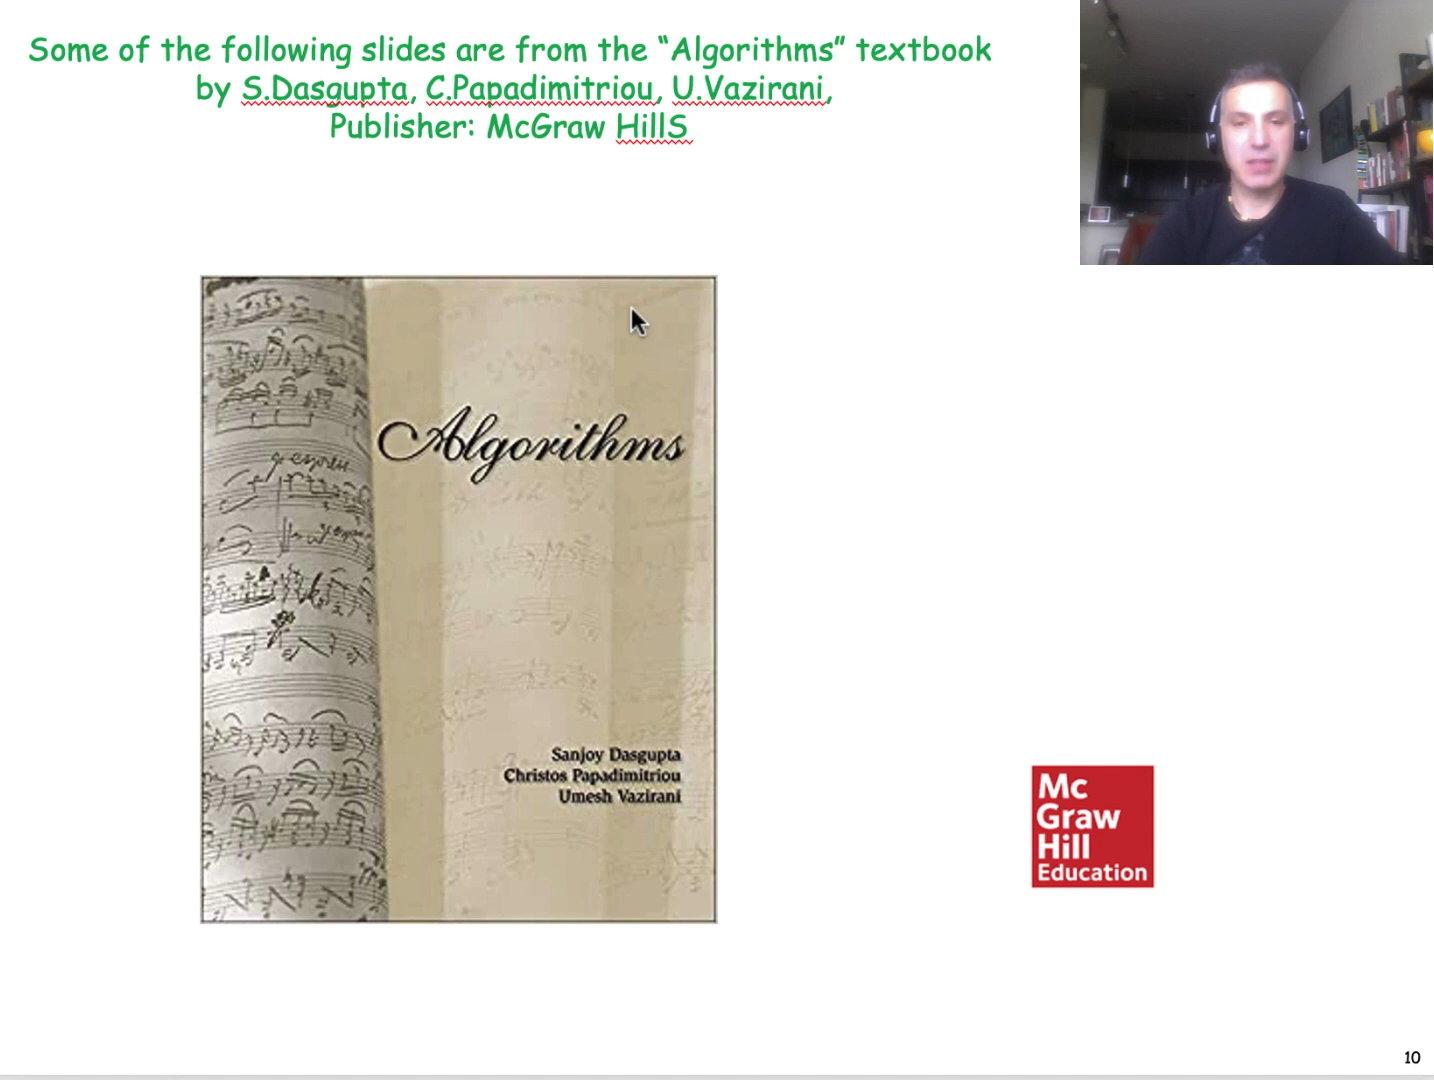 Some of the following slides are from the “Algorithms” textbook
by S.Dasgupta, C.Papadimitriou, U.Vazirani,
Publisher: McGraw HillS
Algorithms
Sanjoy Dasgupta
Christos Papadimitriou
Umesh Vazirani
Mc
Graw
Hill
Education
10